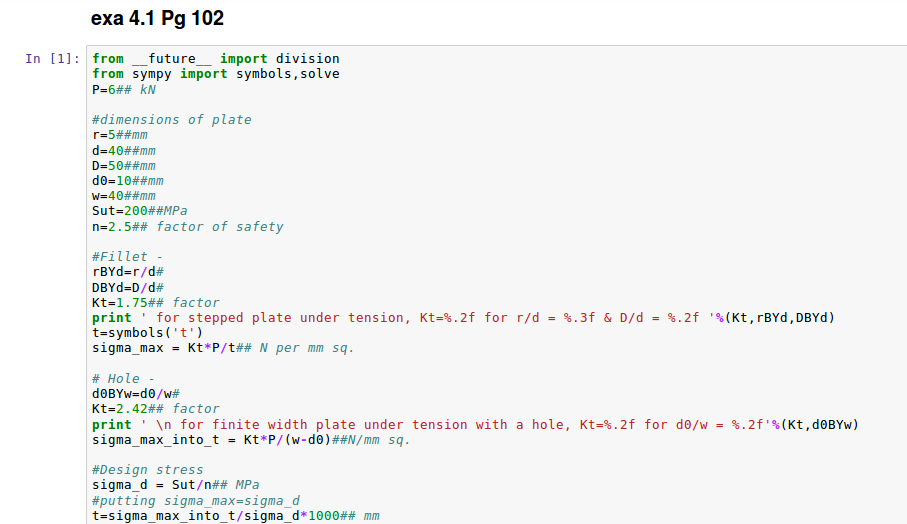 exa 4.1 Pg 102
In [1]: from __future__ import division
from sympy import symbols,solve
P=6## kN
#dimensions of plate
r=5##mm
d=40##mm
D=50##mm
d0=10##mm
w=40##mm
Sut=200##MPa
n=2.5## factor of safety
#Fillet -
rBYd=r/d#
DBYd=D/d#
Kt=1.75## factor
print ' for stepped plate under tension, Kt=%.2f for r/d = %.3f & D/d = %.2f '%(Kt,rBYd,DBYd)
t=symbols('t')
sigma_max = Kt*P/t## N per mm sq.
# Hole -
d0BYw=d0/w#
Kt=2.42## factor
print ' \n for finite width plate under tension with a hole, Kt=%.2f for d0/w = %.2f'%(Kt,d0BYw)
sigma_max_into_t = Kt*P/(w-d0)##N/mm sq.
#Design stress
sigma_d = Sut/n## MPa
#putting sigma_max=sigma_d
t=sigma_max_into_t/sigma_d*1000## mm